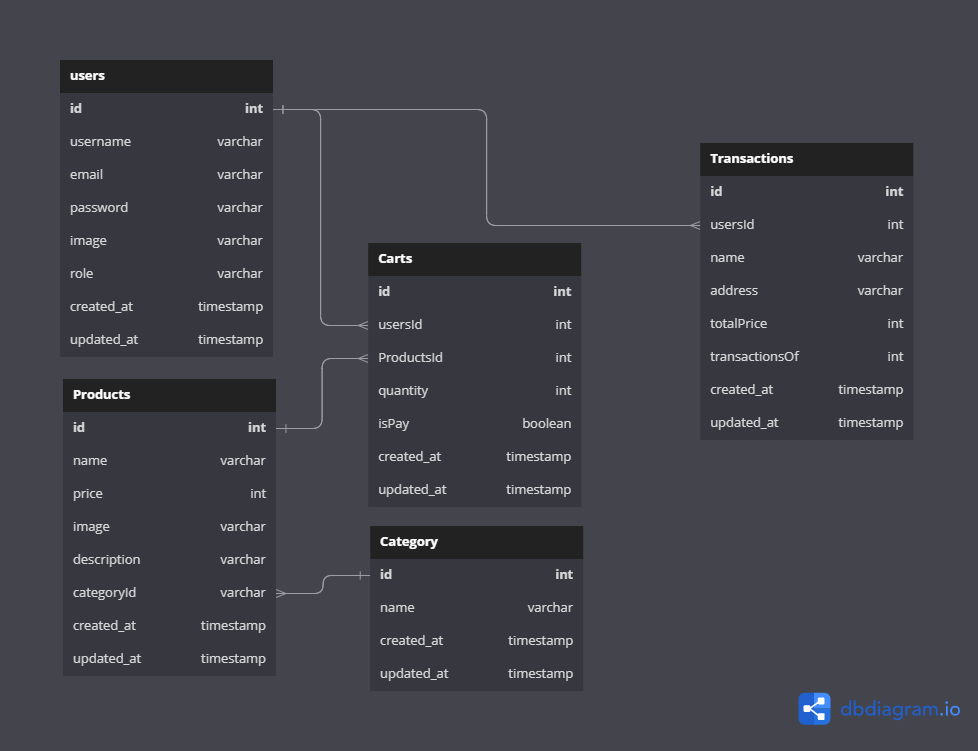 users
id int
username varchar
email varchar
password varchar
image varchar
role varchar
created_at timestamp
updated_at timestamp
Products
id int
name varchar
price int
image varchar
description varchar
categoryId varchar
created_at timestamp
updated_at timestamp
Carts
id int
usersId int
ProductsId int
quantity int
isPay boolean
created_at timestamp
updated_at timestamp
Category
id int
name varchar
created_at timestamp
updated_at timestamp
Transactions
id int
usersId int
name varchar
address varchar
totalPrice int
transactionsOf int
created_at timestamp
updated_at timestamp
dbdiagram.io